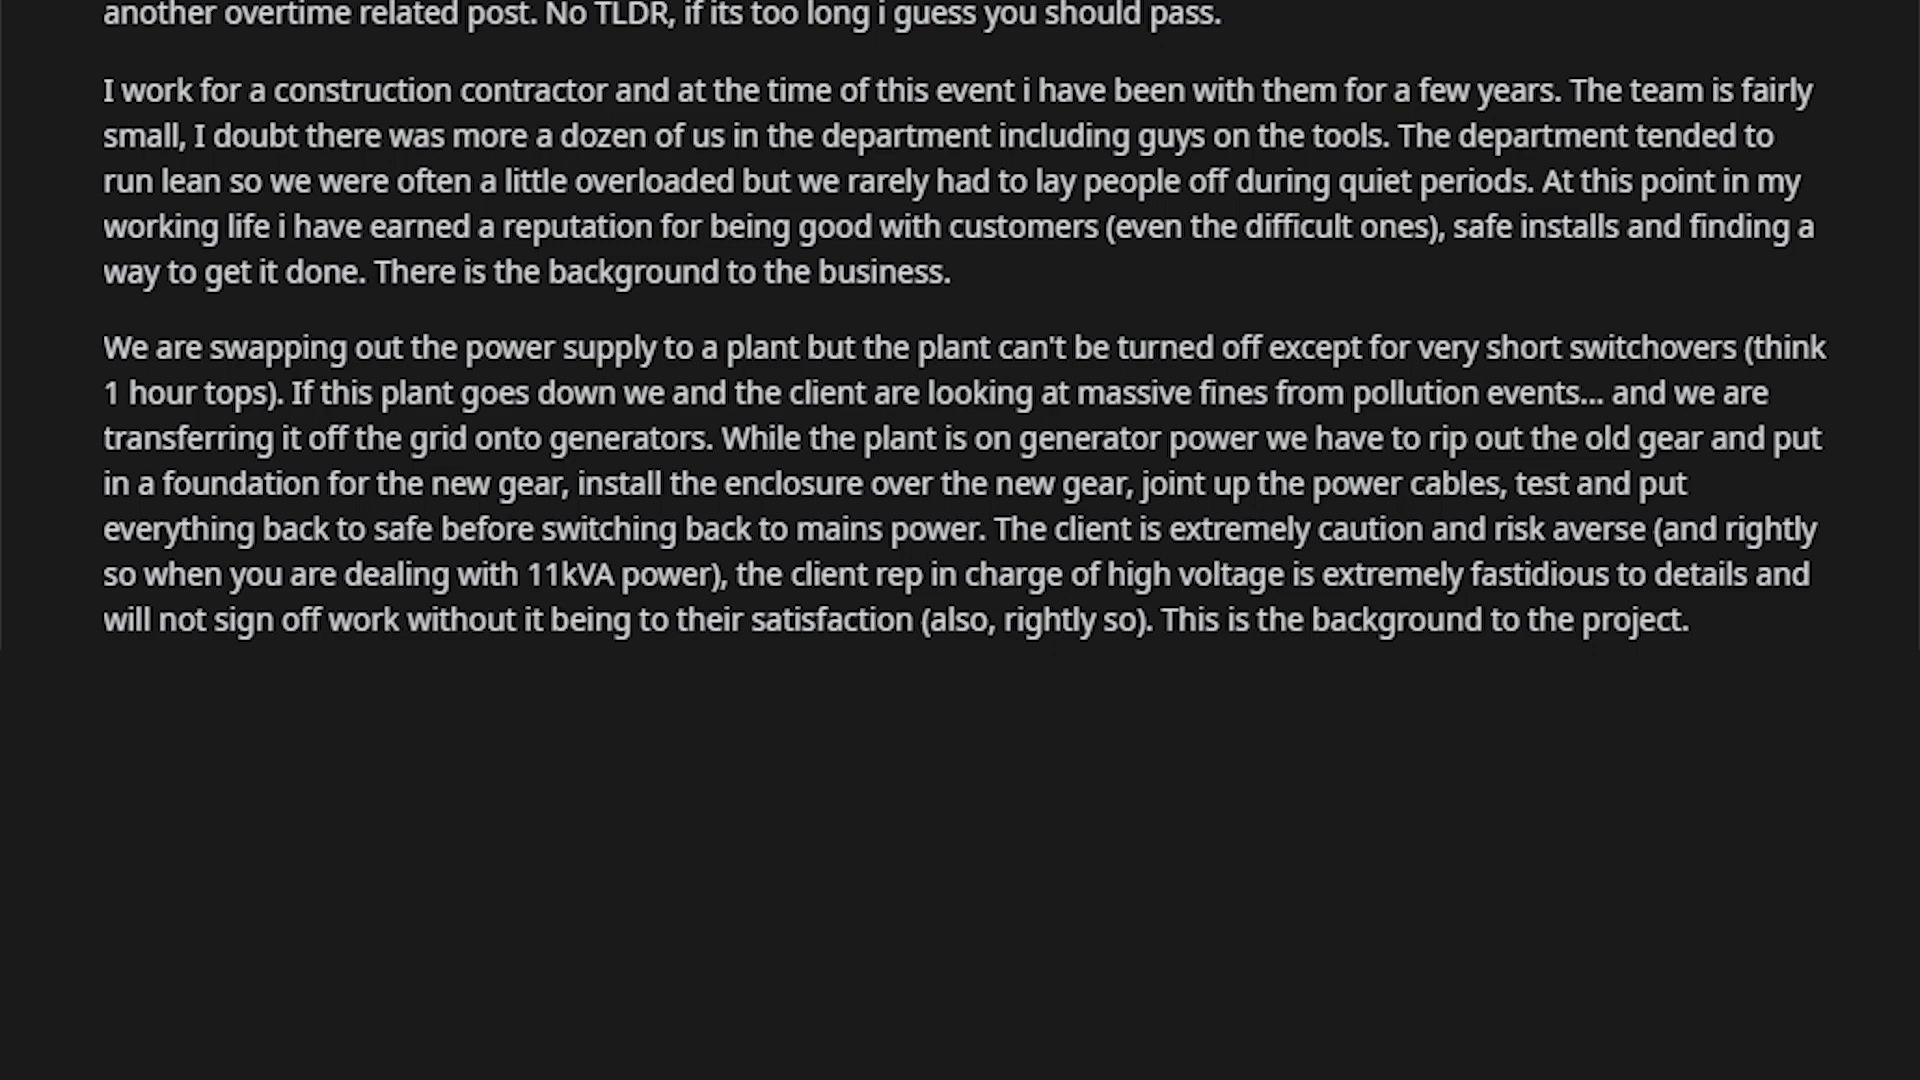 another overtime related post. No TLDR, if its too long i guess you should pass.
I work for a construction contractor and at the time of this event i have been with them for a few years. The team is fairly
small, I doubt there was more a dozen of us in the department including guys on the tools. The department tended to
run lean so we were often a little overloaded but we rarely had to lay people off during quiet periods. At this point in my
working life i have earned a reputation for being good with customers (even the difficult ones), safe installs and finding a
way to get it done. There is the background to the business.
We are swapping out the power supply to a plant but the plant can't be turned off except for very short switchovers (think
1 hour tops). If this plant goes down we and the client are looking at massive fines from pollution events... and we are
transferring it off the grid onto generators. While the plant is on generator power we have to rip out the old gear and put
in a foundation for the new gear, install the enclosure over the new gear, joint up the power cables, test and put
everything back to safe before switching back to mains power. The client is extremely caution and risk averse (and rightly
so when you are dealing with 11kVA power), the client rep in charge of high voltage is extremely fastidious to details and
will not sign off work without it being to their satisfaction (also, rightly so). This is the background to the project.